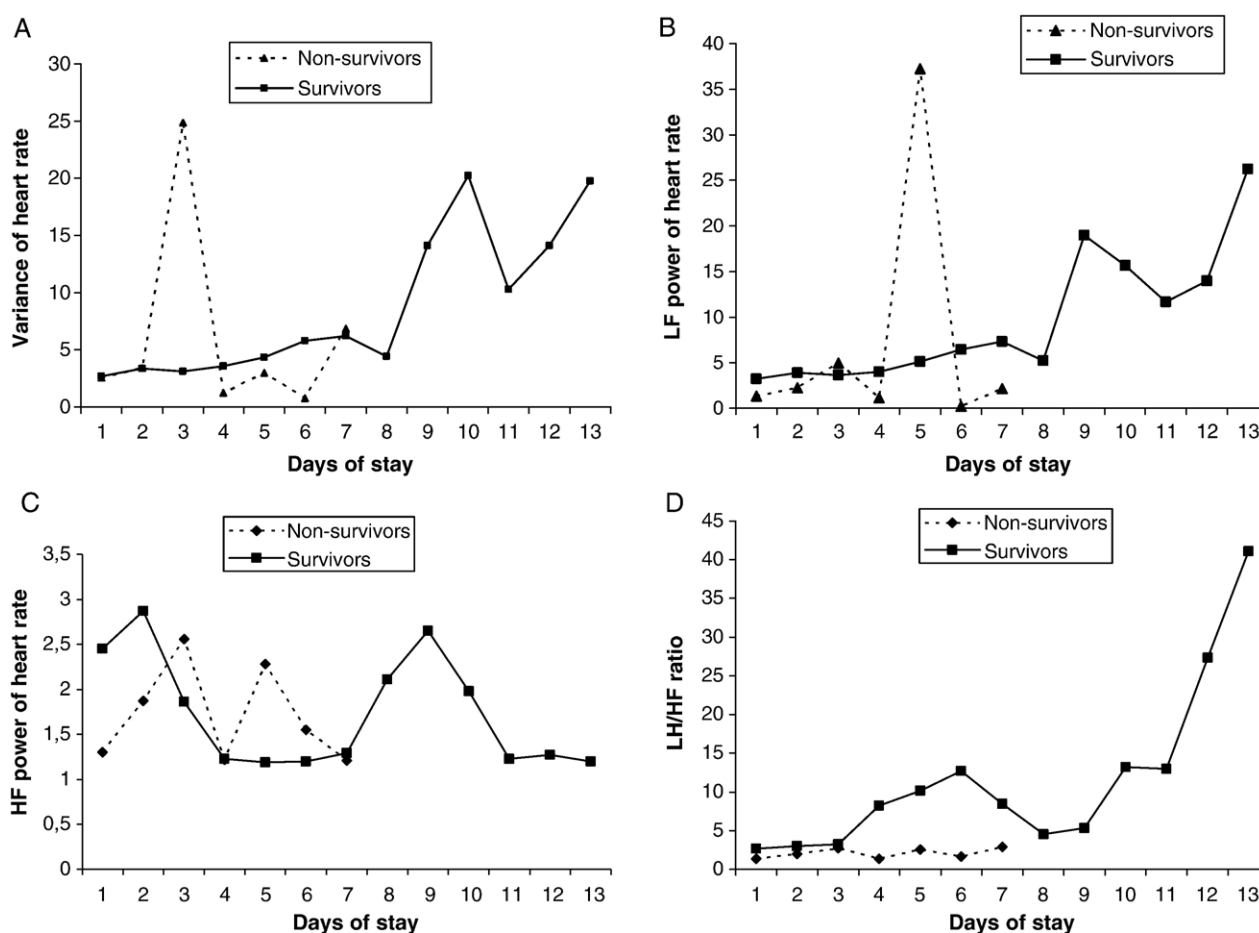 A
Non-survivors
Survivors
Variance of heart rate
30
25
20
15
10
5
0
1 2 3 4 5 6 7 8 9 10 11 12 13
Days of stay
B
Non-survivors
Survivors
LF power of heart rate
40
35
30
25
20
15
10
5
0
1 2 3 4 5 6 7 8 9 10 11 12 13
Days of stay
C
Non-survivors
Survivors
HF power of heart rate
3,5
3
2,5
2
1,5
1
0,5
0
1 2 3 4 5 6 7 8 9 10 11 12 13
Days of stay
D
Non-survivors
Survivors
LH/HF ratio
45
40
35
30
25
20
15
10
5
0
1 2 3 4 5 6 7 8 9 10 11 12 13
Days of stay